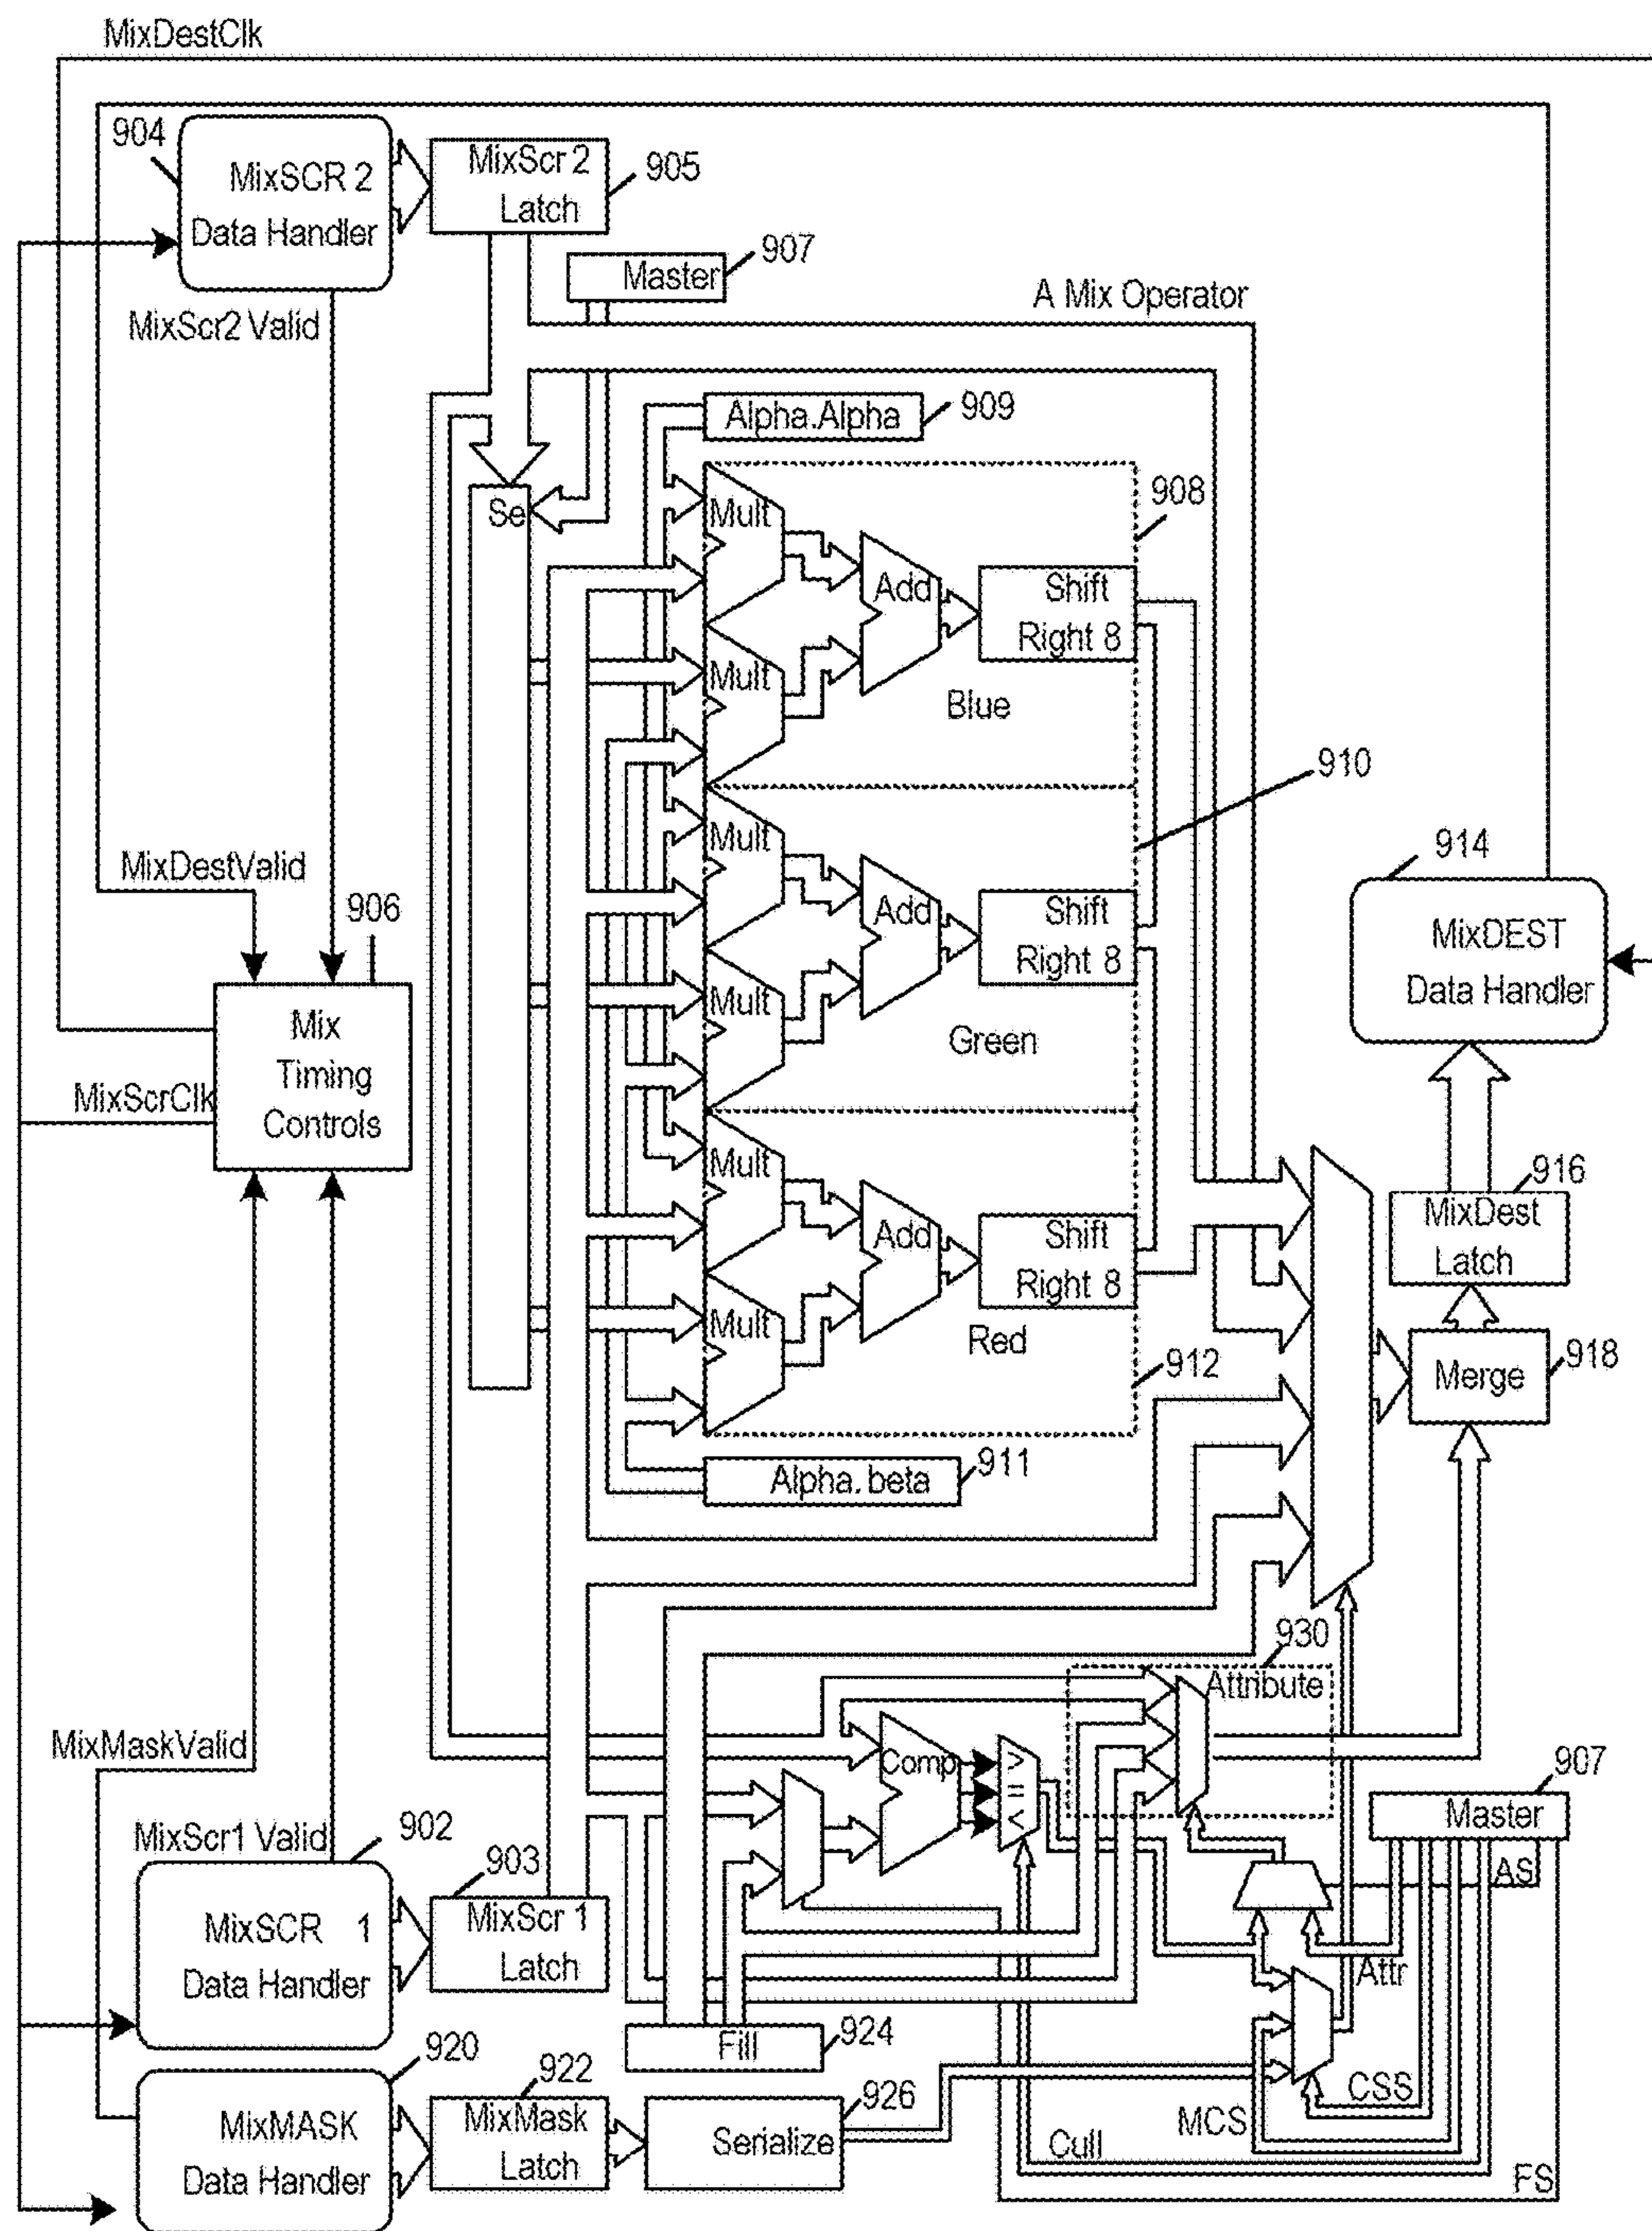 MixDestClk
904
MixSCR 2
Data Handler
MixScr 2
Latch
905
Master
907
A Mix Operator
MixScr2 Valid
Alpha.Alpha
909
Se
908
Mult
Mult
Add
Shift
Right 8
Blue
910
Mult
Mult
Add
Shift
Right 8
Green
Mult
Mult
Add
Shift
Right 8
Red
912
Alpha.beta
911
MixDestValid
906
Mix
Timing
Controls
MixScrClk
914
MixDEST
Data Handler
916
MixDest
Latch
Merge
918
930
Attribute
MixMaskValid
Comp
>
=
<
907
Master
AS
MixScr1 Valid
902
MixSCR 1
Data Handler
903
MixScr 1
Latch
Attr
Fill
924
920
MixMASK
Data Handler
922
MixMask
Latch
926
Serialize
CSS
MCS
Cull
FS